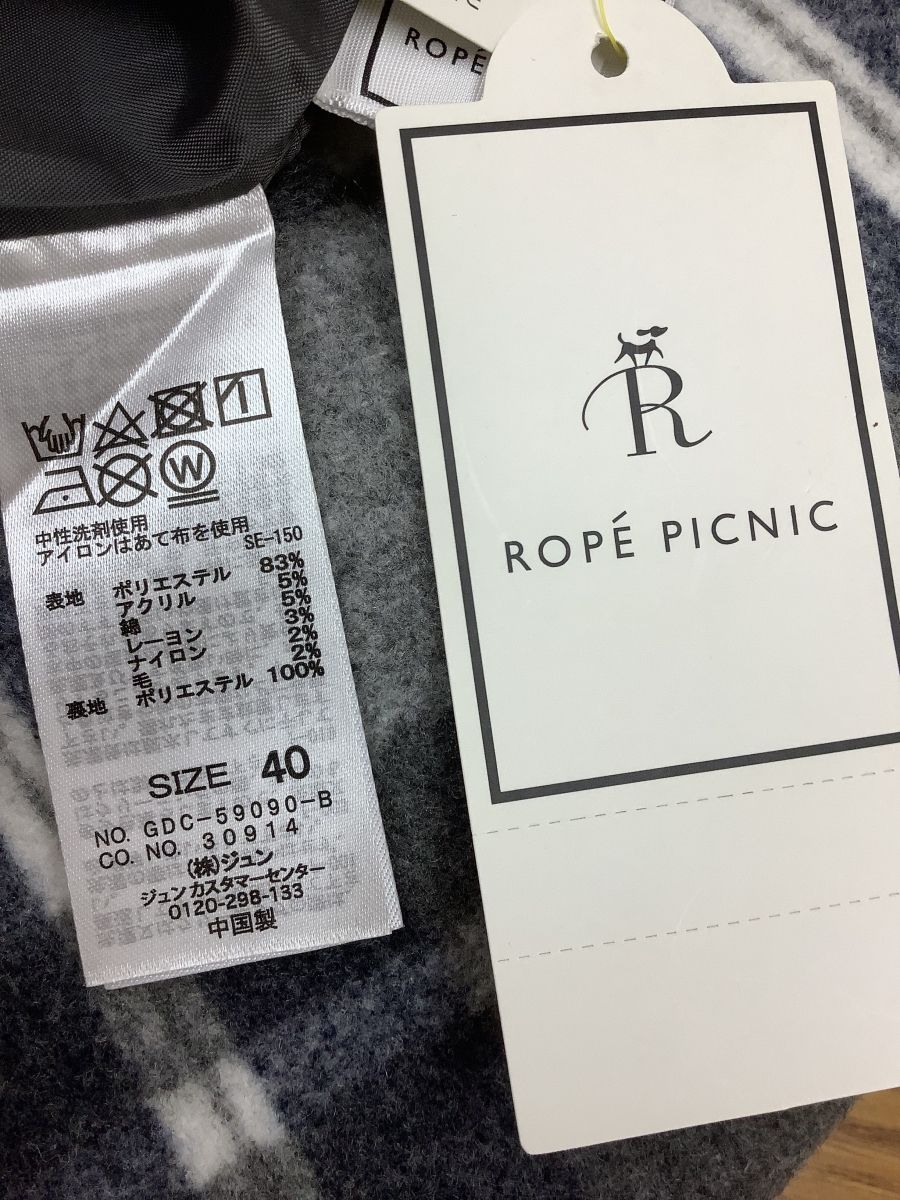 ROPÉ
NIC
R
ROPÉ PICNIC
W
中性洗剤使用
アイロンはあて布を使用
SE-150
表地 ポリエステル 83%
アクリル 5%
綿 5%
レーヨン 3%
ナイロン 2%
毛 2%
裏地 ポリエステル 100%
SIZE 40
NO. GDC-59090-B
CO. NO. 30914
(株)ジュン
ジュンカスタマーセンター
0120-298-133
中国製